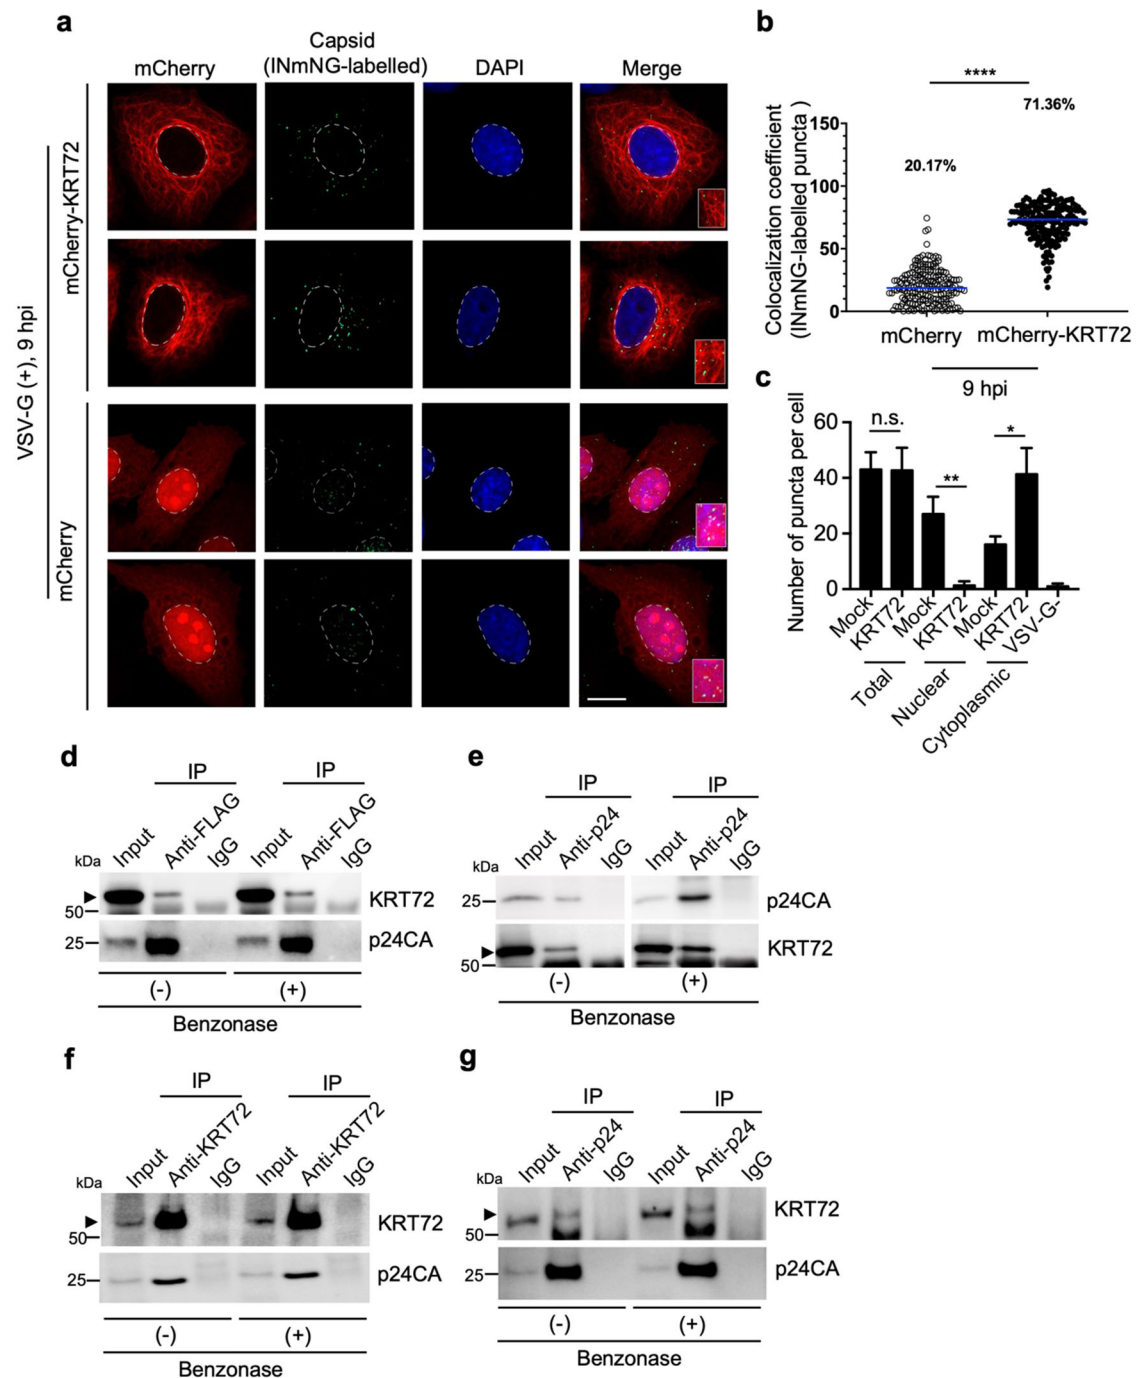 a
mCherry
Capsid
(INmNG-labelled)
DAPI
Merge
VSV-G (+), 9 hpi
mCherry-KRT72
mCherry
b
****
71.36%
20.17%
Colocalization coefficient
(INmNG-labelled puncta )
150
100
50
0
mCherry
mCherry-KRT72
c
9 hpi
Number of puncta per cell
60
40
20
0
n.s.
**
*
Mock
KRT72
Mock
KRT72
Mock
KRT72
VSV-G-
Total
Nuclear
Cytoplasmic
d
IP
IP
Input
Anti-FLAG
IgG
Input
Anti-FLAG
IgG
kDa
50
KRT72
25
p24CA
(-)
(+)
Benzonase
e
IP
IP
Input
Anti-p24
IgG
Input
Anti-p24
IgG
kDa
25
p24CA
50
KRT72
(-)
(+)
Benzonase
f
IP
IP
Input
Anti-KRT72
IgG
Input
Anti-KRT72
IgG
kDa
50
KRT72
25
p24CA
(-)
(+)
Benzonase
g
IP
IP
Input
Anti-p24
IgG
Input
Anti-p24
IgG
kDa
50
KRT72
25
p24CA
(-)
(+)
Benzonase